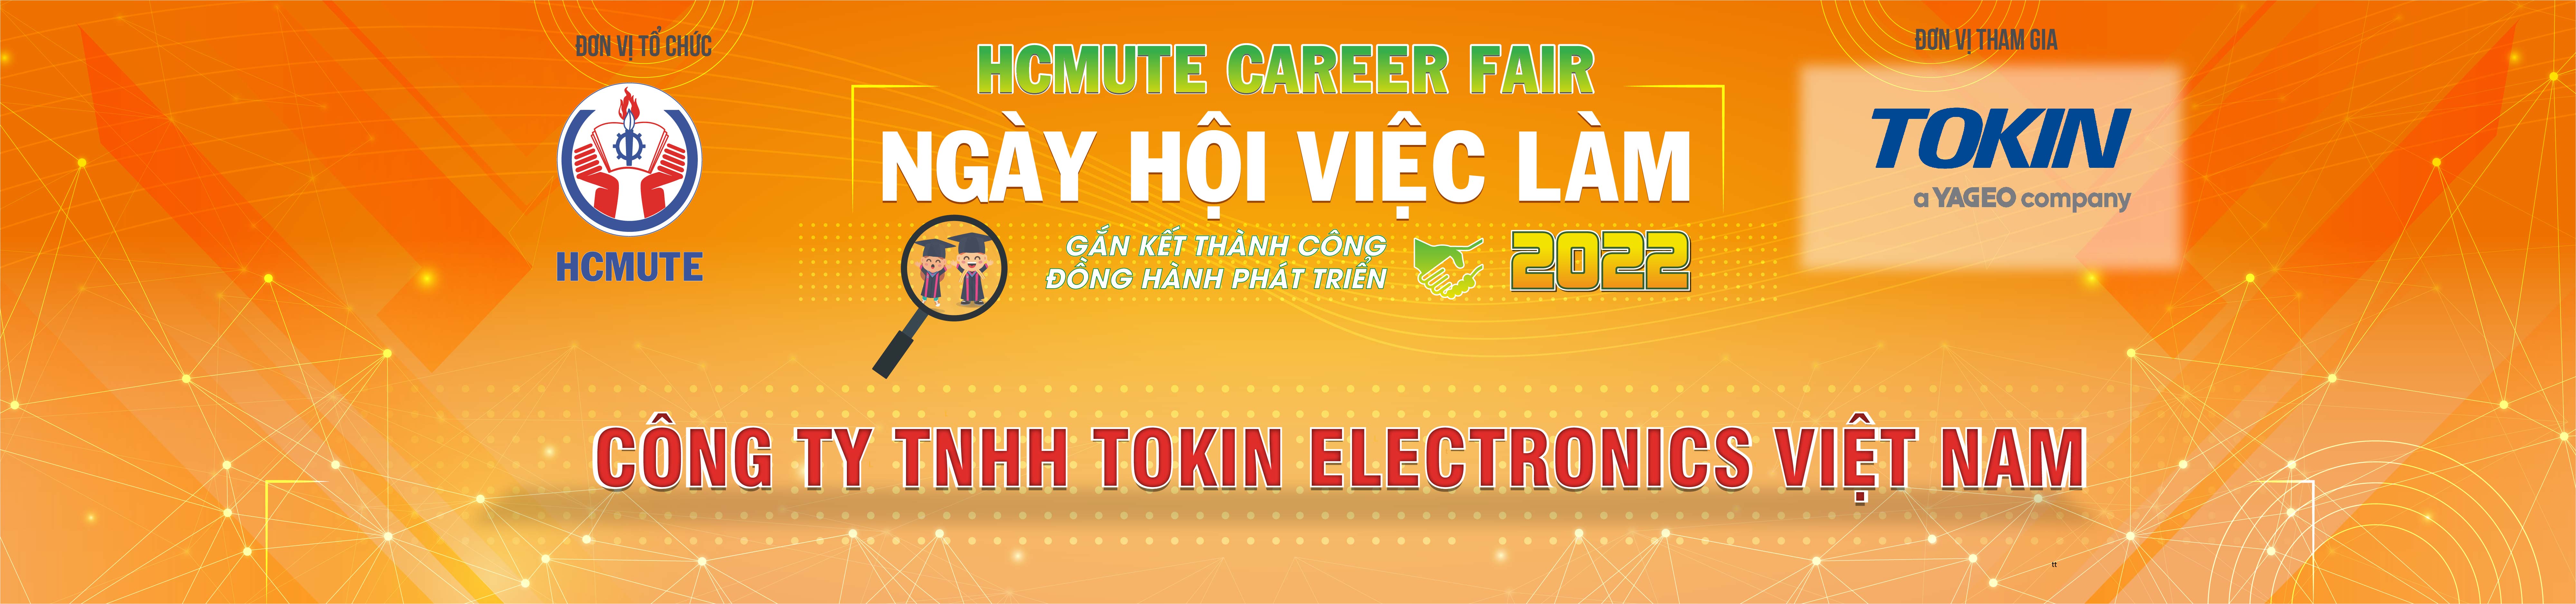 ĐƠN VỊ TỔ CHỨC
HCMUTE
HCMUTE CAREER FAIR
NGÀY HỘI VIỆC LÀM
GẮN KẾT THÀNH CÔNG
ĐỒNG HÀNH PHÁT TRIỂN
2022
ĐƠN VỊ THAM GIA
TOKIN
a YAGEO company
CÔNG TY TNHH TOKIN ELECTRONICS VIỆT NAM
tt